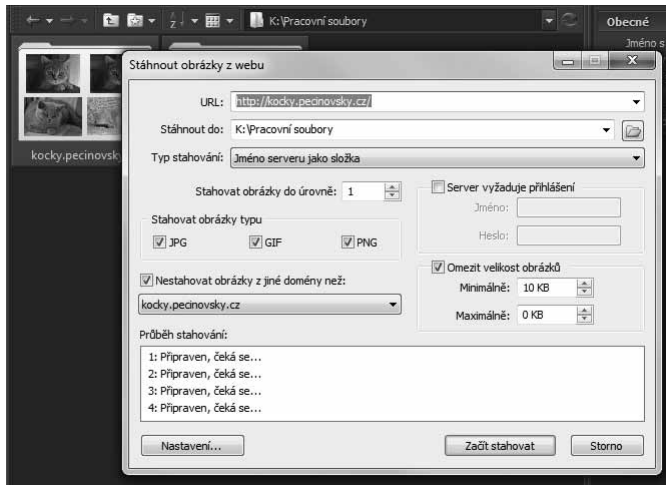 K:\Pracovní soubory
Obecné
Jméno s
kocky.pecinovsk
Stáhnout obrázky z webu
URL: http://kocky.pecinovsky.cz/
Stáhnout do: K:\Pracovní soubory
Typ stahování: Jméno serveru jako složka
Stahovat obrázky do úrovně: 1
Server vyžaduje přihlášení
Jméno:
Heslo:
Stahovat obrázky typu
JPG GIF PNG
Nestahovat obrázky z jiné domény než:
kocky.pecinovsky.cz
Omezit velikost obrázků
Minimálně: 10 KB
Maximálně: 0 KB
Průběh stahování:
1: Připraven, čeká se...
2: Připraven, čeká se...
3: Připraven, čeká se...
4: Připraven, čeká se...
Nastavení... Začít stahovat Storno